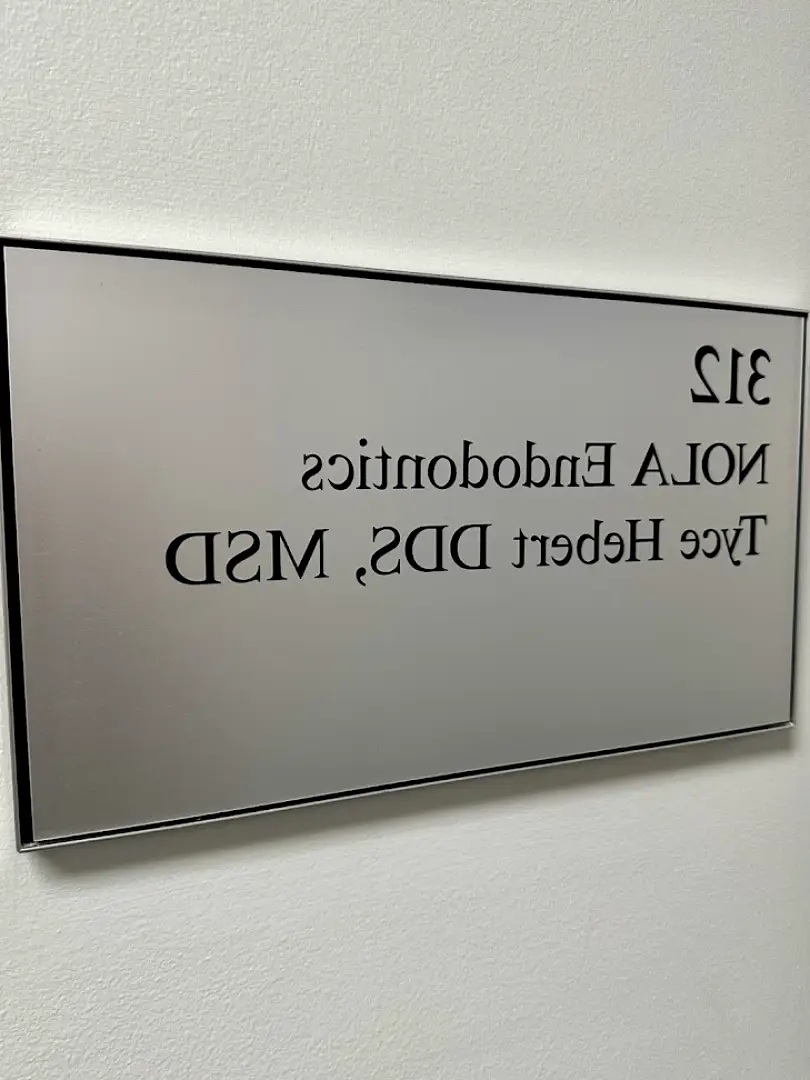 312
NOLA Endodontics
Tyce Hebert DDS, MSD